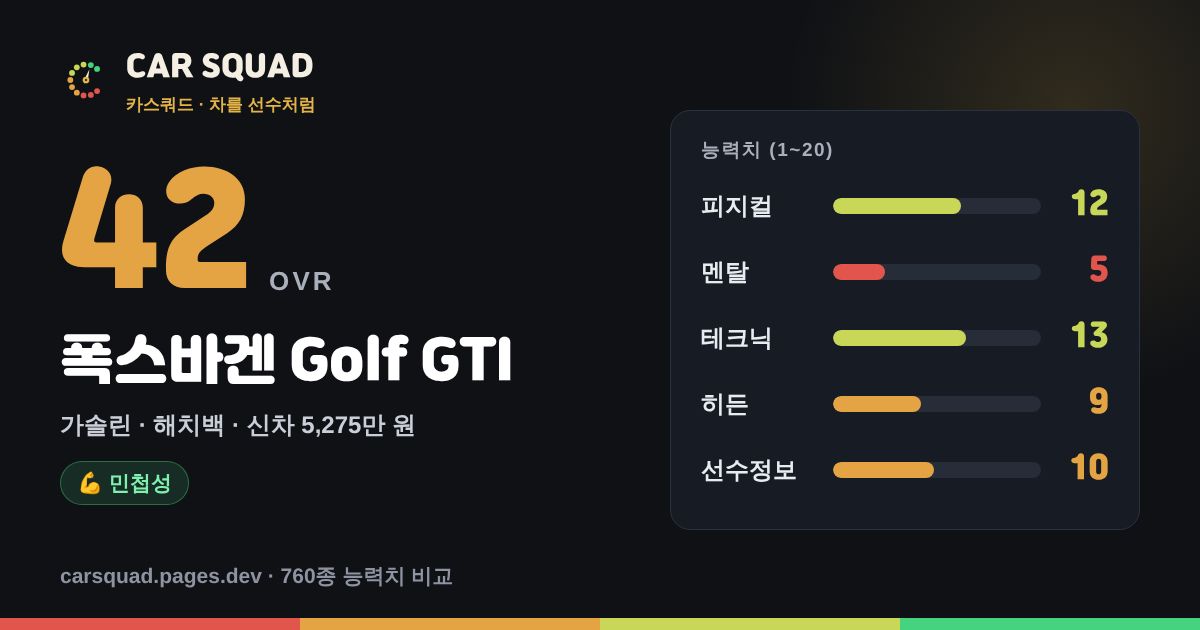 CAR SQUAD
카스쿼드 · 차를 선수처럼
42 OVR
폭스바겐 Golf GTI
가솔린 · 해치백 · 신차 5,275만 원
💪 민첩성
carsquad.pages.dev · 760종 능력치 비교
능력치 (1~20)
피지컬 12
멘탈 5
테크닉 13
히든 9
선수정보 10